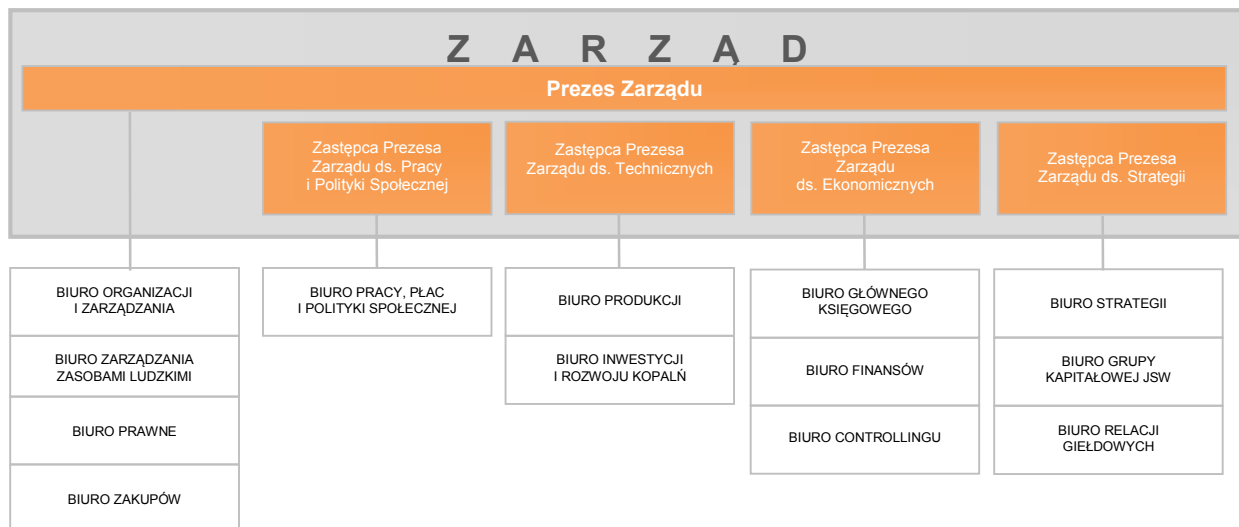 Z A R Z Ą D
Prezes Zarządu
Zastępca Prezesa
Zarządu ds. Pracy
i Polityki Społecznej
Zastępca Prezesa
Zarządu ds. Technicznych
Zastępca Prezesa
Zarządu
ds. Ekonomicznych
Zastępca Prezesa
Zarządu ds. Strategii
BIURO ORGANIZACJI
I ZARZĄDZANIA
BIURO ZARZĄDZANIA
ZASOBAMI LUDZKIMI
BIURO PRAWNE
BIURO ZAKUPÓW
BIURO PRACY, PŁAC
I POLITYKI SPOŁECZNEJ
BIURO PRODUKCJI
BIURO INWESTYCJI
I ROZWOJU KOPALŃ
BIURO GŁÓWNEGO
KSIĘGOWEGO
BIURO FINANSÓW
BIURO CONTROLLINGU
BIURO STRATEGII
BIURO GRUPY
KAPITAŁOWEJ JSW
BIURO RELACJI
GIEŁDOWYCH